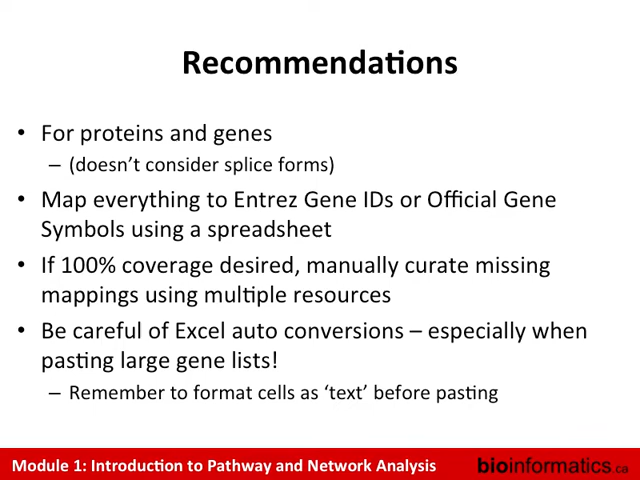 Recommendations
• For proteins and genes
– (doesn't consider splice forms)
• Map everything to Entrez Gene IDs or Official Gene
Symbols using a spreadsheet
• If 100% coverage desired, manually curate missing
mappings using multiple resources
• Be careful of Excel auto conversions – especially when
pasting large gene lists!
– Remember to format cells as 'text' before pasting
Module 1: Introduction to Pathway and Network Analysis
bioinformatics.ca